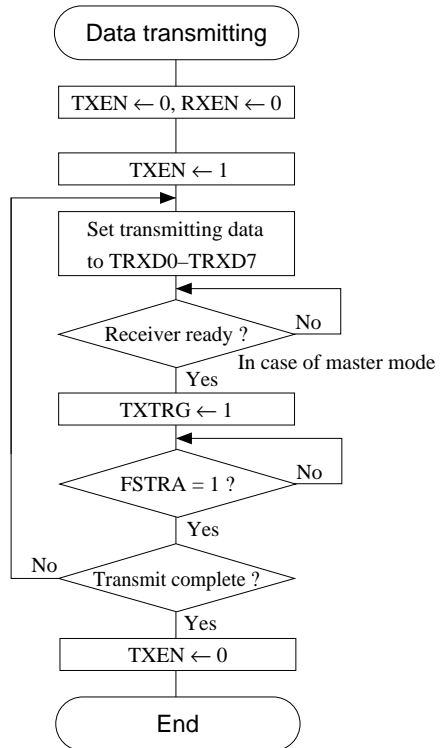 Data transmitting
TXEN ← 0, RXEN ← 0
TXEN ← 1
Set transmitting data
to TRXD0–TRXD7
Receiver ready ?
No
In case of master mode
Yes
TXTRG ← 1
FSTRA = 1 ?
No
Yes
No
Transmit complete ?
Yes
TXEN ← 0
End